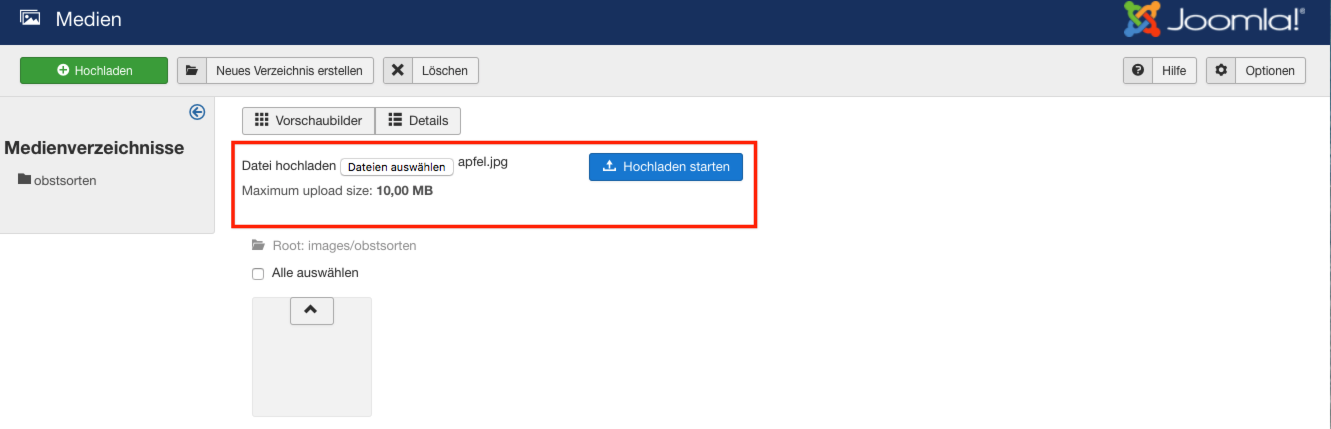 Medien
Joomla!®
Hochladen
Neues Verzeichnis erstellen
Löschen
Hilfe
Optionen
Vorschaubilder
Details
Medienverzeichnisse
obstsorten
Datei hochladen Dateien auswählen apfel.jpg
Hochladen starten
Maximum upload size: 10,00 MB
Root: images/obstsorten
Alle auswählen